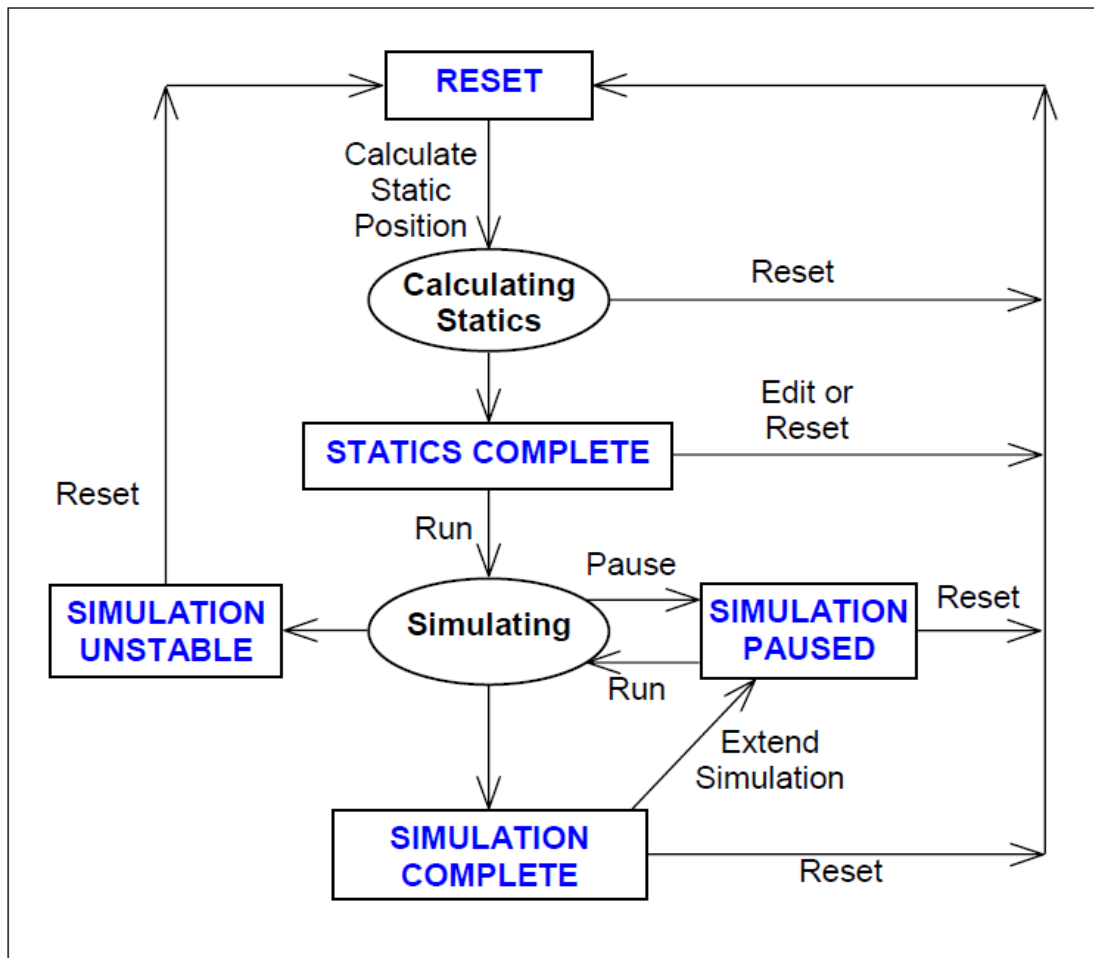 RESET
Calculate
Static
Position
Calculating
Statics
Reset
Edit or
Reset
STATICS COMPLETE
Reset
Run
Pause
SIMULATION
UNSTABLE
Simulating
SIMULATION
PAUSED
Reset
Run
Extend
Simulation
SIMULATION
COMPLETE
Reset